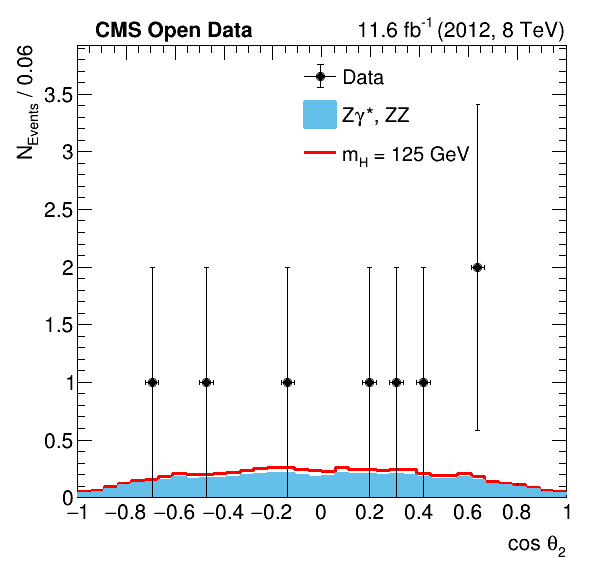 CMS Open Data 11.6 fb-1 (2012, 8 TeV)
NEvents / 0.06
Data
Zγ*, ZZ
mH = 125 GeV
3.5
3
2.5
2
1.5
1
0.5
0
−1 −0.8 −0.6 −0.4 −0.2 0 0.2 0.4 0.6 0.8 1
cos θ2